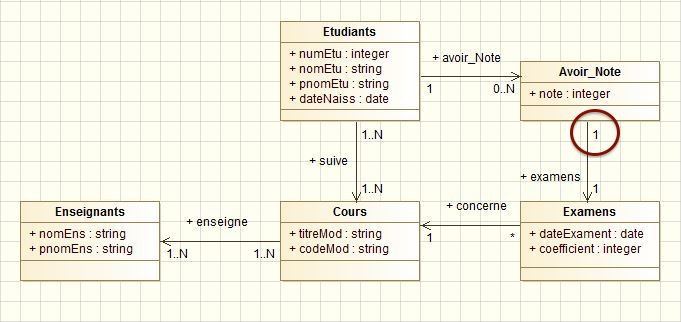 Etudiants
+ numEtu : integer
+ nomEtu : string
+ pnomEtu : string
+ dateNaiss : date
+ avoir_Note
1
0..N
Avoir_Note
+ note : integer
1
+ examens
1
1..N
+ suive
1..N
Enseignants
+ nomEns : string
+ pnomEns : string
+ enseigne
1..N
1..N
Cours
+ titreMod : string
+ codeMod : string
+ concerne
1
*
Examens
+ dateExament : date
+ coefficient : integer